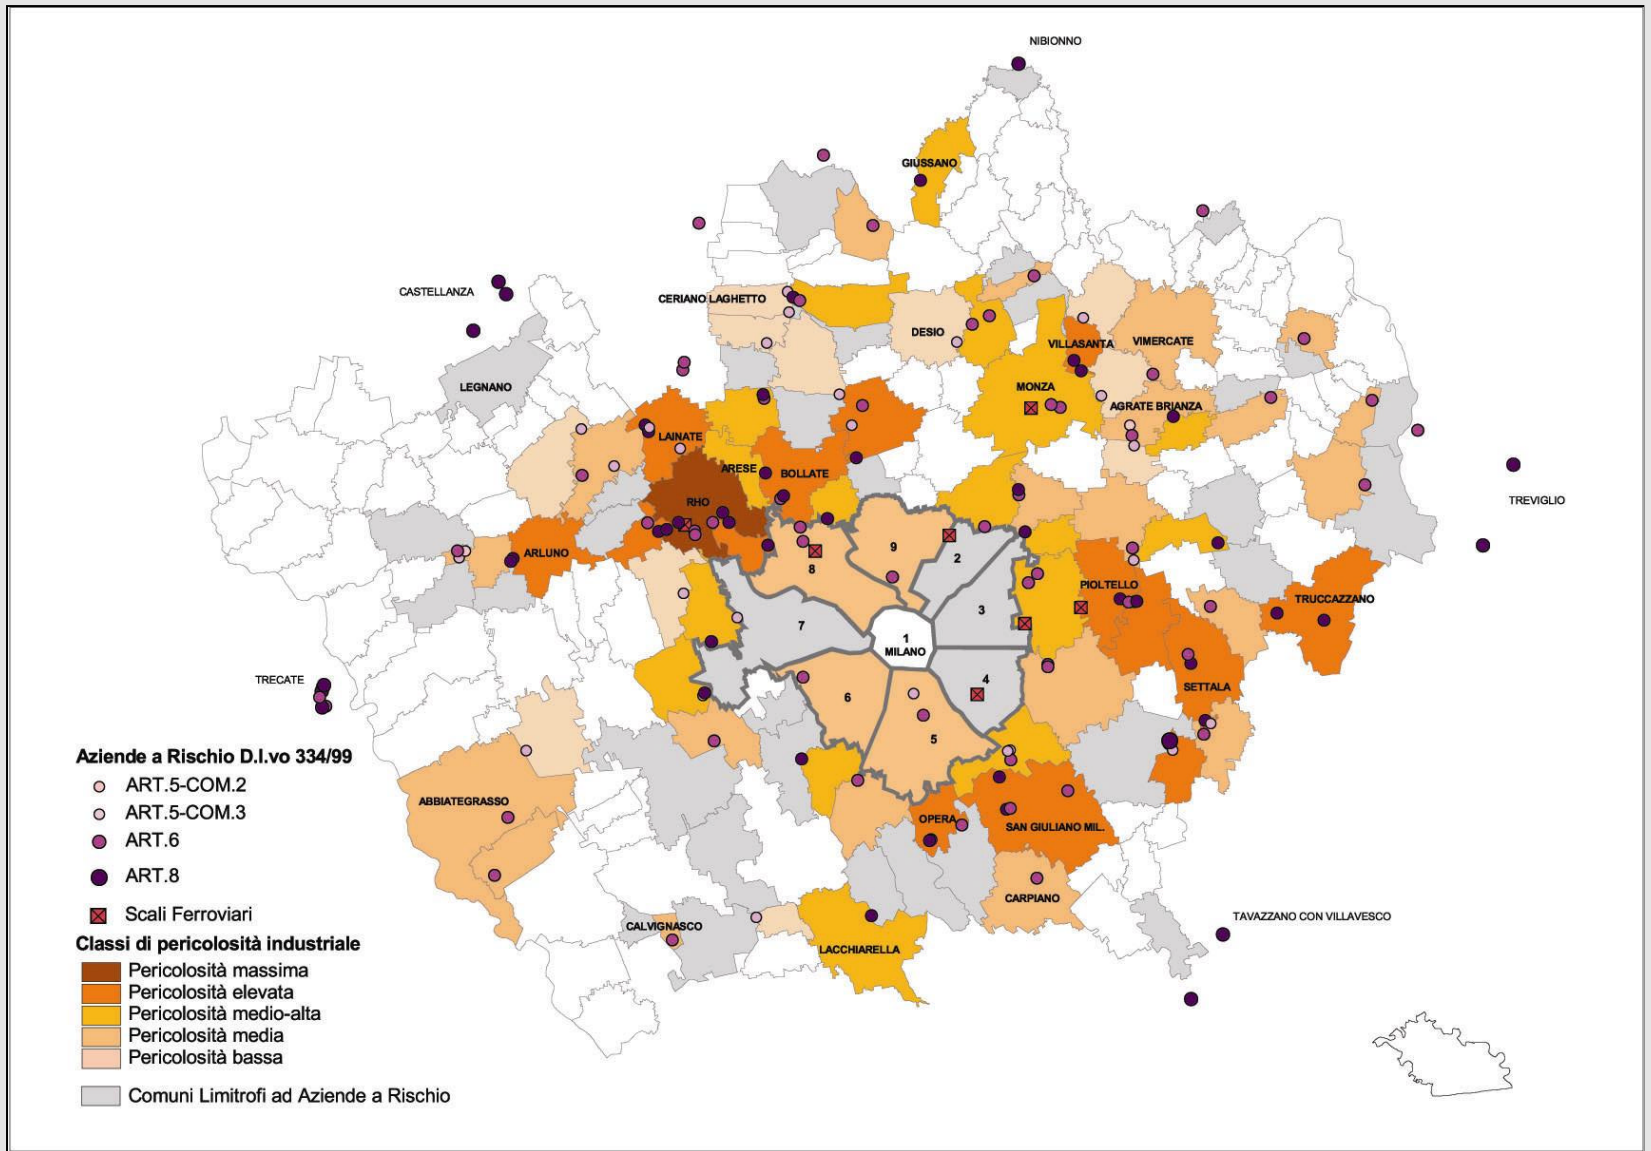 NIBIONNO
GIUSSANO
CASTELLANZA
CERIANO LAGHETTO
DESIO
VILLASANTA
VIMERCATE
LEGNANO
MONZA
AGRATE BRIANZA
LAINATE
ARESE
BOLLATE
TREVIGLIO
RHO
ARLUNO
9
2
8
PIOLTELLO
TRUCCAZZANO
3
7
1
MILANO
TRECATE
4
SETTALA
6
5
ABBIATEGRASSO
OPERA
SAN GIULIANO MIL.
CARPIANO
TAVAZZANO CON VILLAVESCO
CALVIGNASCO
LACCHIARELLA
Aziende a Rischio D.l.vo 334/99
ART.5-COM.2
ART.5-COM.3
ART.6
ART.8
Scali Ferroviari
Classi di pericolosità industriale
Pericolosità massima
Pericolosità elevata
Pericolosità medio-alta
Pericolosità media
Pericolosità bassa
Comuni Limitrofi ad Aziende a Rischio